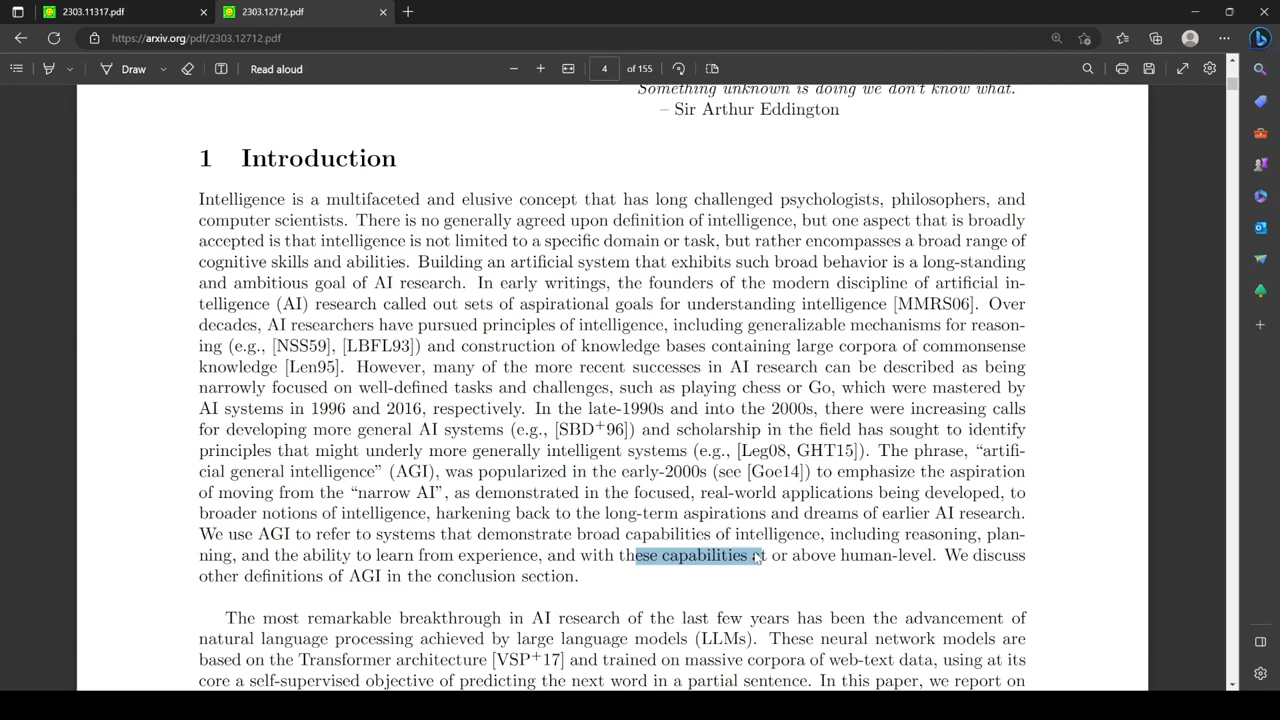 2303.11317.pdf
2303.12712.pdf
https://arxiv.org/pdf/2303.12712.pdf
Draw
Read aloud
4
of 155
Something unknown is doing we don't know what.
– Sir Arthur Eddington
1 Introduction
Intelligence is a multifaceted and elusive concept that has long challenged psychologists, philosophers, and
computer scientists. There is no generally agreed upon definition of intelligence, but one aspect that is broadly
accepted is that intelligence is not limited to a specific domain or task, but rather encompasses a broad range of
cognitive skills and abilities. Building an artificial system that exhibits such broad behavior is a long-standing
and ambitious goal of AI research. In early writings, the founders of the modern discipline of artificial in-
telligence (AI) research called out sets of aspirational goals for understanding intelligence [MMRS06]. Over
decades, AI researchers have pursued principles of intelligence, including generalizable mechanisms for reason-
ing (e.g., [NSS59], [LBFL93]) and construction of knowledge bases containing large corpora of commonsense
knowledge [Len95]. However, many of the more recent successes in AI research can be described as being
narrowly focused on well-defined tasks and challenges, such as playing chess or Go, which were mastered by
AI systems in 1996 and 2016, respectively. In the late-1990s and into the 2000s, there were increasing calls
for developing more general AI systems (e.g., [SBD+96]) and scholarship in the field has sought to identify
principles that might underly more generally intelligent systems (e.g., [Leg08, GHT15]). The phrase, “artifi-
cial general intelligence” (AGI), was popularized in the early-2000s (see [Goe14]) to emphasize the aspiration
of moving from the “narrow AI”, as demonstrated in the focused, real-world applications being developed, to
broader notions of intelligence, harkening back to the long-term aspirations and dreams of earlier AI research.
We use AGI to refer to systems that demonstrate broad capabilities of intelligence, including reasoning, plan-
ning, and the ability to learn from experience, and with these capabilities at or above human-level. We discuss
other definitions of AGI in the conclusion section.
The most remarkable breakthrough in AI research of the last few years has been the advancement of
natural language processing achieved by large language models (LLMs). These neural network models are
based on the Transformer architecture [VSP+17] and trained on massive corpora of web-text data, using at its
core a self-supervised objective of predicting the next word in a partial sentence. In this paper, we report on